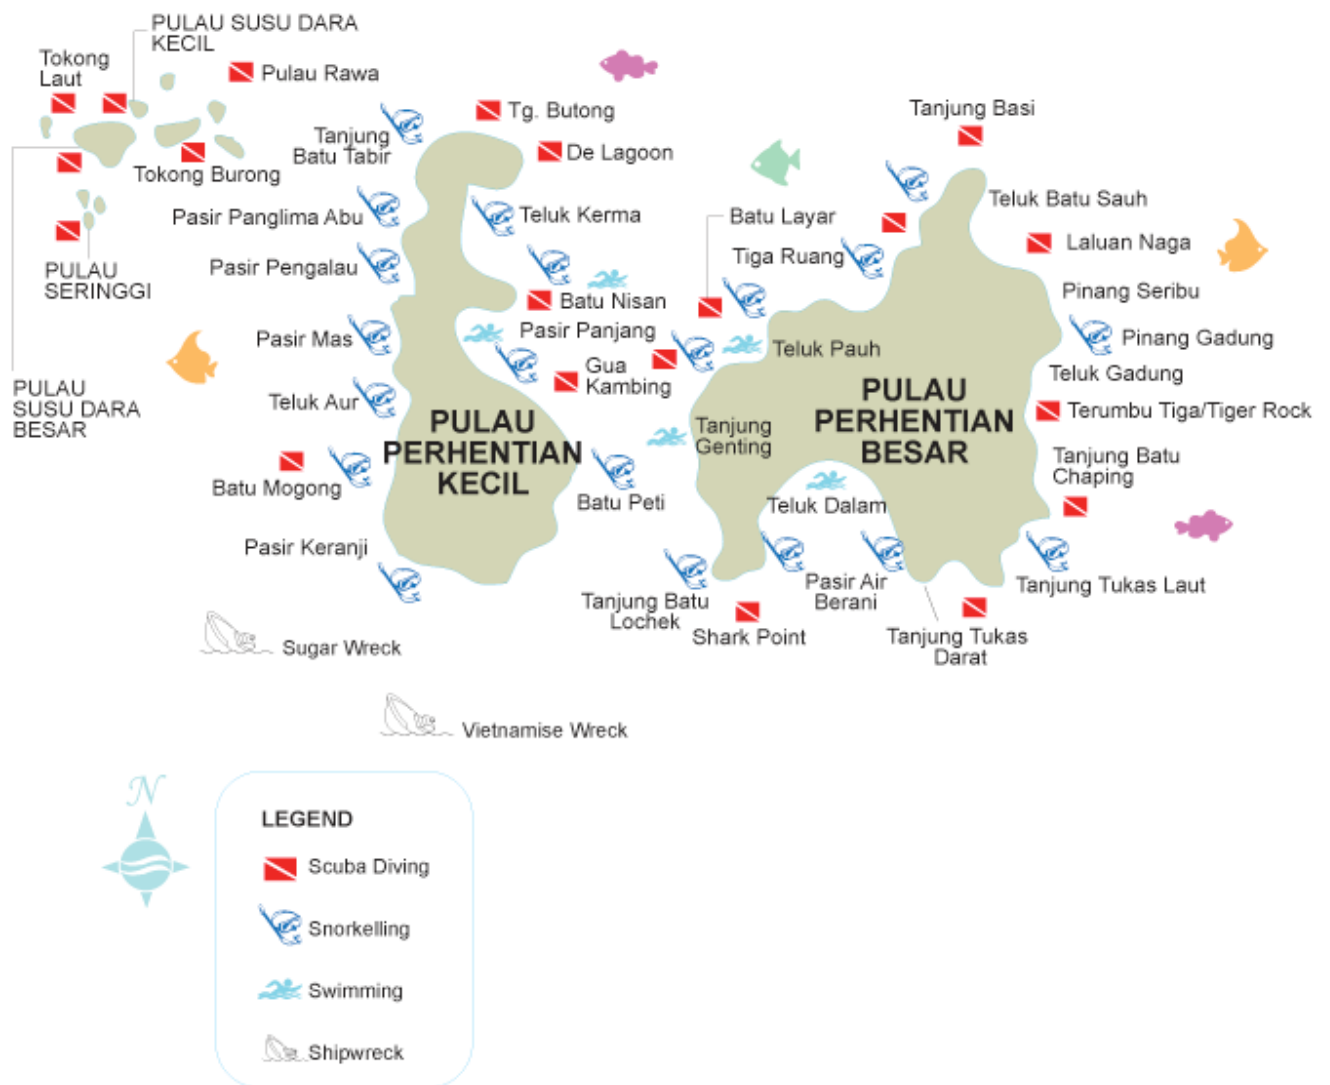 PULAU SUSU DARA
KECIL
Tokong
Laut
Pulau Rawa
Tg. Butong
Tanjung Basi
Tanjung
Batu Tabir
De Lagoon
Tokong Burong
Teluk Batu Sauh
Pasir Panglima Abu
Teluk Kerma
Batu Layar
Laluan Naga
Tiga Ruang
PULAU
SERINGGI
Pasir Pengalau
Pinang Seribu
Batu Nisan
Pasir Mas
Pasir Panjang
Pinang Gadung
Teluk Pauh
Gua
Kambing
Teluk Gadung
PULAU
SUSU DARA
BESAR
Teluk Aur
PULAU
PERHENTIAN
KECIL
PULAU
PERHENTIAN
BESAR
Terumbu Tiga/Tiger Rock
Tanjung
Genting
Tanjung Batu
Chaping
Batu Mogong
Batu Peti
Teluk Dalam
Pasir Keranji
Tanjung Batu
Lochek
Pasir Air
Berani
Tanjung Tukas Laut
Shark Point
Tanjung Tukas
Darat
Sugar Wreck
Vietnamise Wreck
N
LEGEND
Scuba Diving
Snorkelling
Swimming
Shipwreck